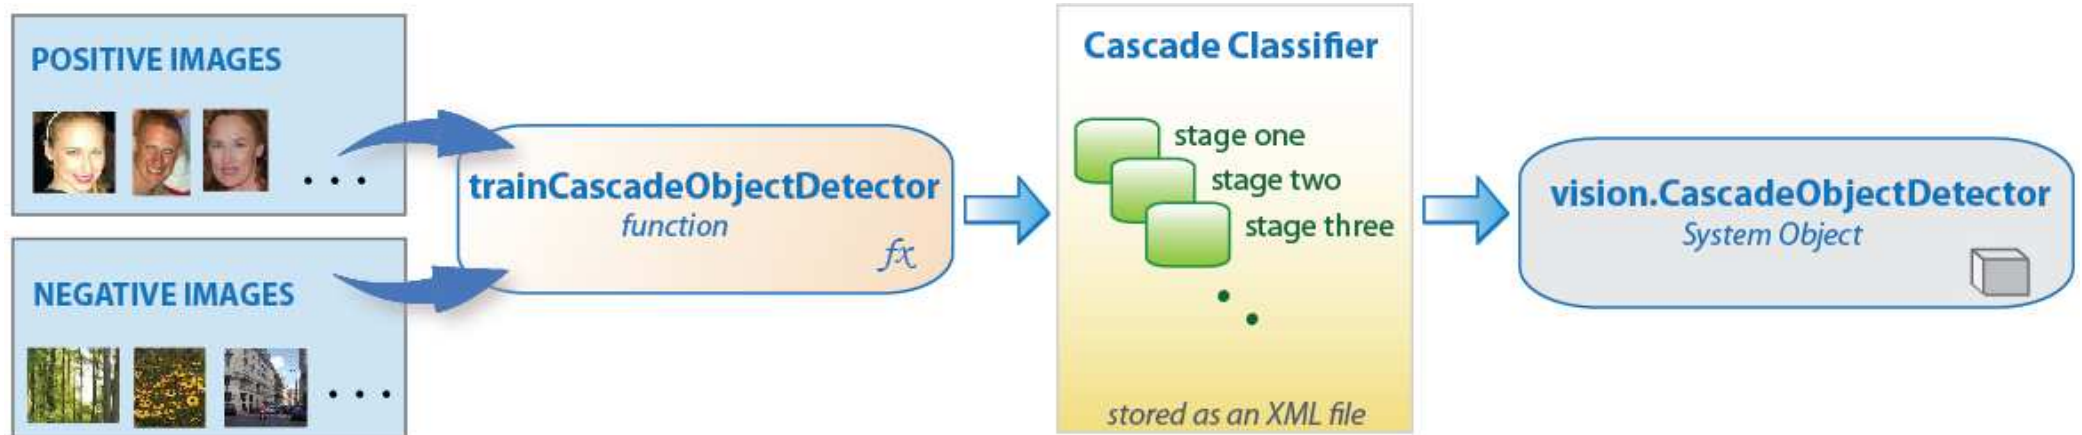 POSITIVE IMAGES
. . .
NEGATIVE IMAGES
. . .
trainCascadeObjectDetector
function
fx
Cascade Classifier
stage one
stage two
stage three
stored as an XML file
vision.CascadeObjectDetector
System Object